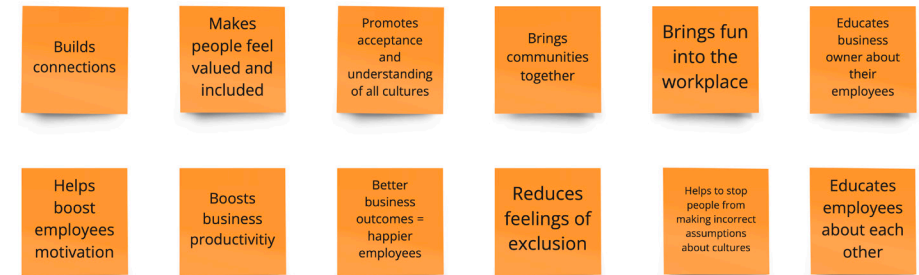 Builds
connections
Makes
people feel
valued and
included
Promotes
acceptance
and
understanding
of all cultures
Brings
communities
together
Brings fun
into the
workplace
Educates
business
owner about
their
employees
Helps
boost
employees
motivation
Boosts
business
productivitiy
Better
business
outcomes =
happier
employees
Reduces
feelings of
exclusion
Helps to stop
people from
making incorrect
assumptions
about cultures
Educates
employees
about each
other